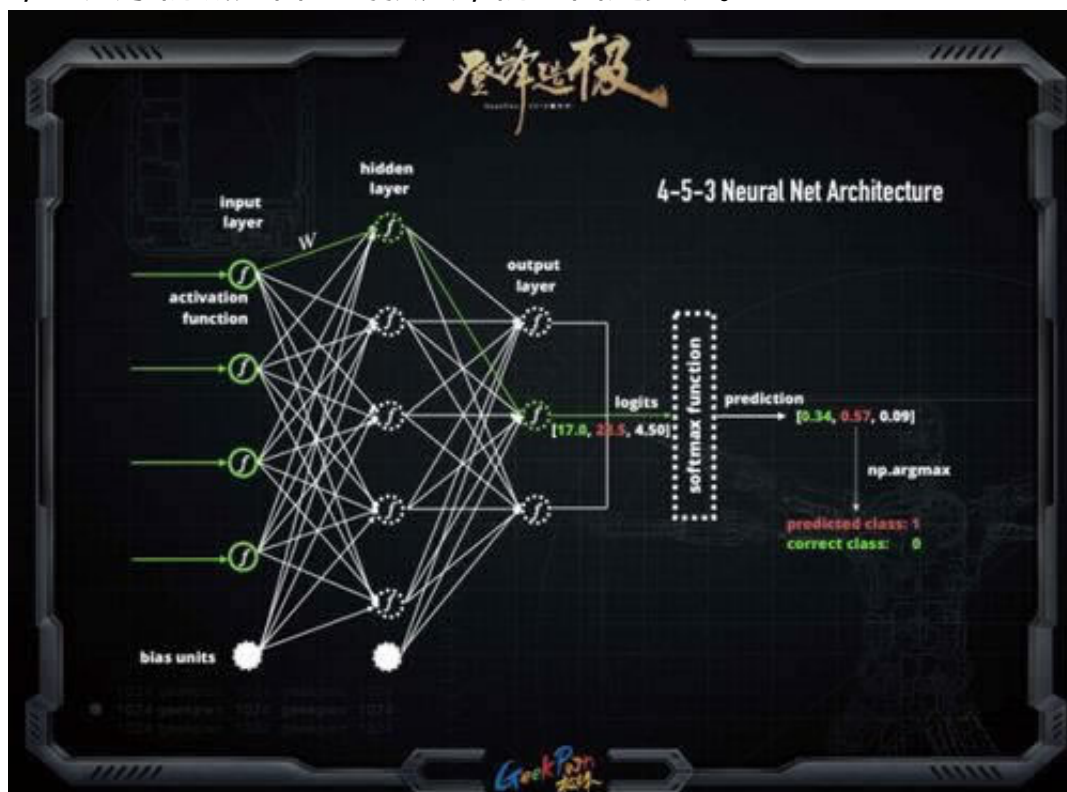 登峰造极
4-5-3 Neural Net Architecture
hidden
layer
input
layer
W
output
layer
activation
function
softmax function
logits
prediction
[17.0, 4.50]
[0.34, 0.57, 0.09]
np.argmax
predicted class: 1
correct class: 0
bias units
GeekPwn